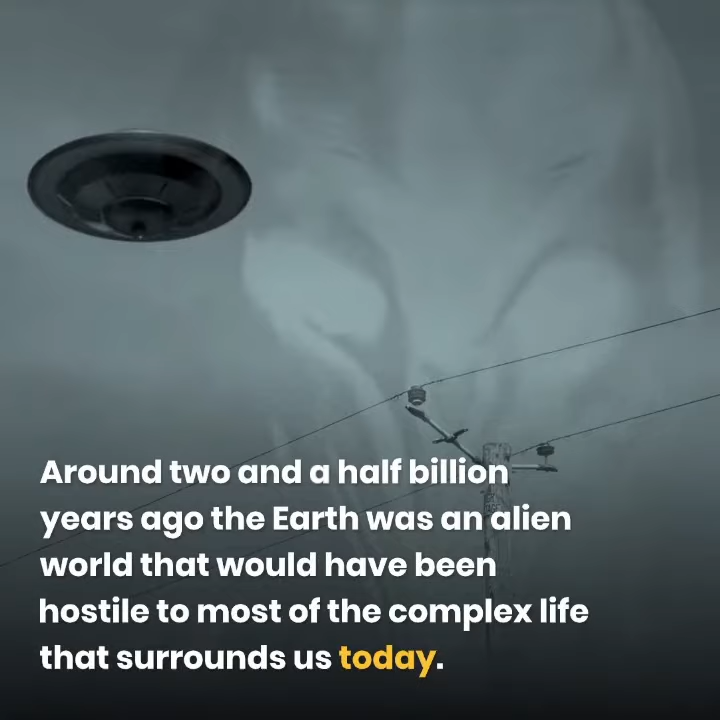 Around two and a half billion
years ago the Earth was an alien
world that would have been
hostile to most of the complex life
that surrounds us today.